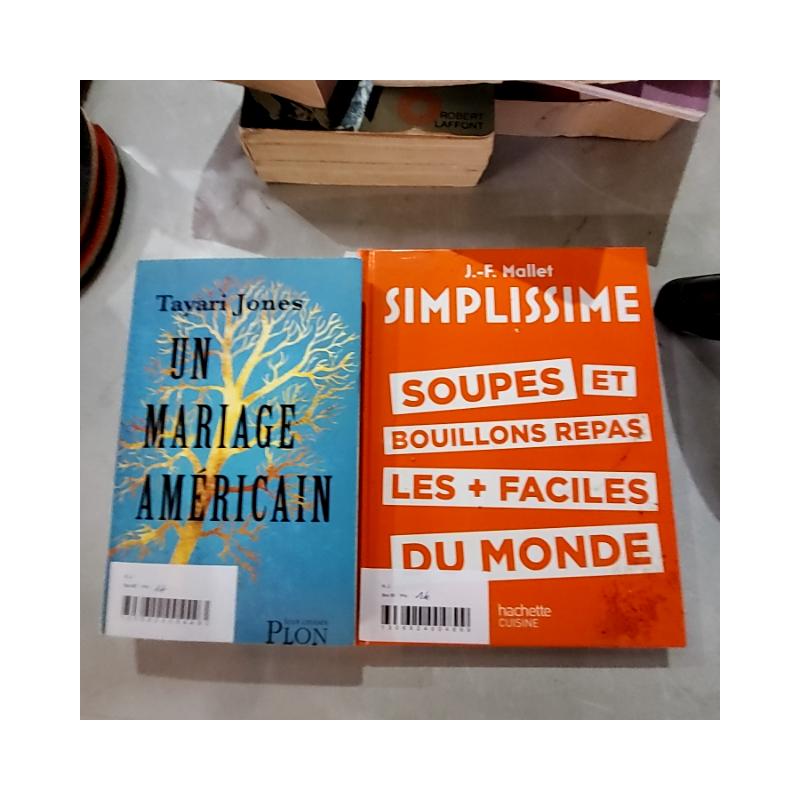 ROBERT
LAFFONT
Tayari Jones
UN
MARIAGE
AMÉRICAIN
PLON
J.-F. Mallet
SIMPLISSIME
SOUPES ET
BOUILLONS REPAS
LES + FACILES
DU MONDE
hachette
CUISINE